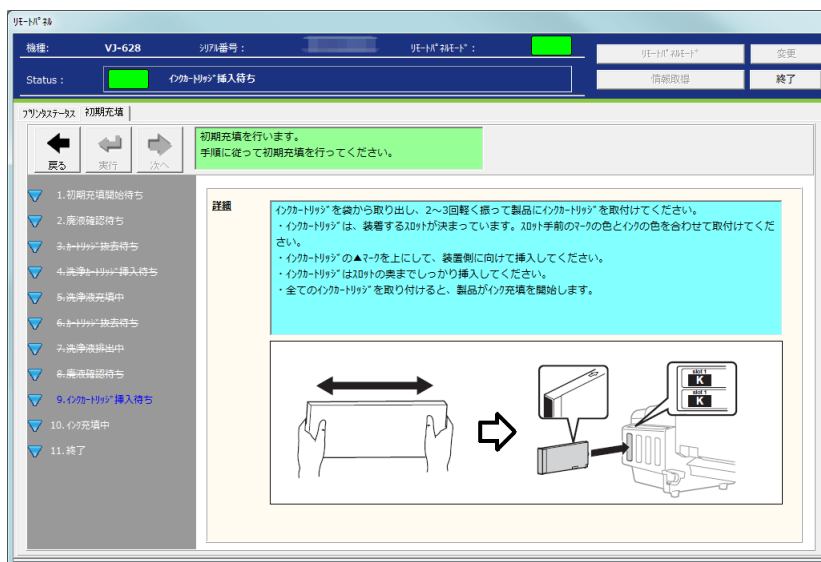 ﾘﾓｰﾄﾊﾟﾈﾙ
機種: VJ-628 ｼﾘｱﾙ番号： ﾘﾓｰﾄﾊﾟﾈﾙﾓｰﾄﾞ： ﾘﾓｰﾄﾊﾟﾈﾙﾓｰﾄﾞ 変更
Status： ｲﾝｸｶｰﾄﾘｯｼﾞ挿入待ち 情報取得 終了
ﾌﾟﾘﾝﾀｽﾃｰﾀｽ 初期充填
戻る 実行 次へ
初期充填を行います。
手順に従って初期充填を行ってください。
1.初期充填開始待ち
2.廃液確認待ち
3.ｶｰﾄﾘｯｼﾞ抜去待ち
4.洗浄ｶｰﾄﾘｯｼﾞ挿入待ち
5.洗浄液充填中
6.ｶｰﾄﾘｯｼﾞ抜去待ち
7.洗浄液排出中
8.廃液確認待ち
9.ｲﾝｸｶｰﾄﾘｯｼﾞ挿入待ち
10.ｲﾝｸ充填中
11.終了
詳細
ｲﾝｸｶｰﾄﾘｯｼﾞを袋から取り出し、2～3回軽く振って製品にｲﾝｸｶｰﾄﾘｯｼﾞを取付けてください。
・ｲﾝｸｶｰﾄﾘｯｼﾞは、装着するｽﾛｯﾄが決まっています。ｽﾛｯﾄ手前のﾏｰｸの色とｲﾝｸの色を合わせて取付けてくだ
さい。
・ｲﾝｸｶｰﾄﾘｯｼﾞの▲ﾏｰｸを上にして、装置側に向けて挿入してください。
・ｲﾝｸｶｰﾄﾘｯｼﾞはｽﾛｯﾄの奥までしっかり挿入してください。
・全てのｲﾝｸｶｰﾄﾘｯｼﾞを取り付けると、製品がｲﾝｸ充填を開始します。
slot 1
K
slot 1
K